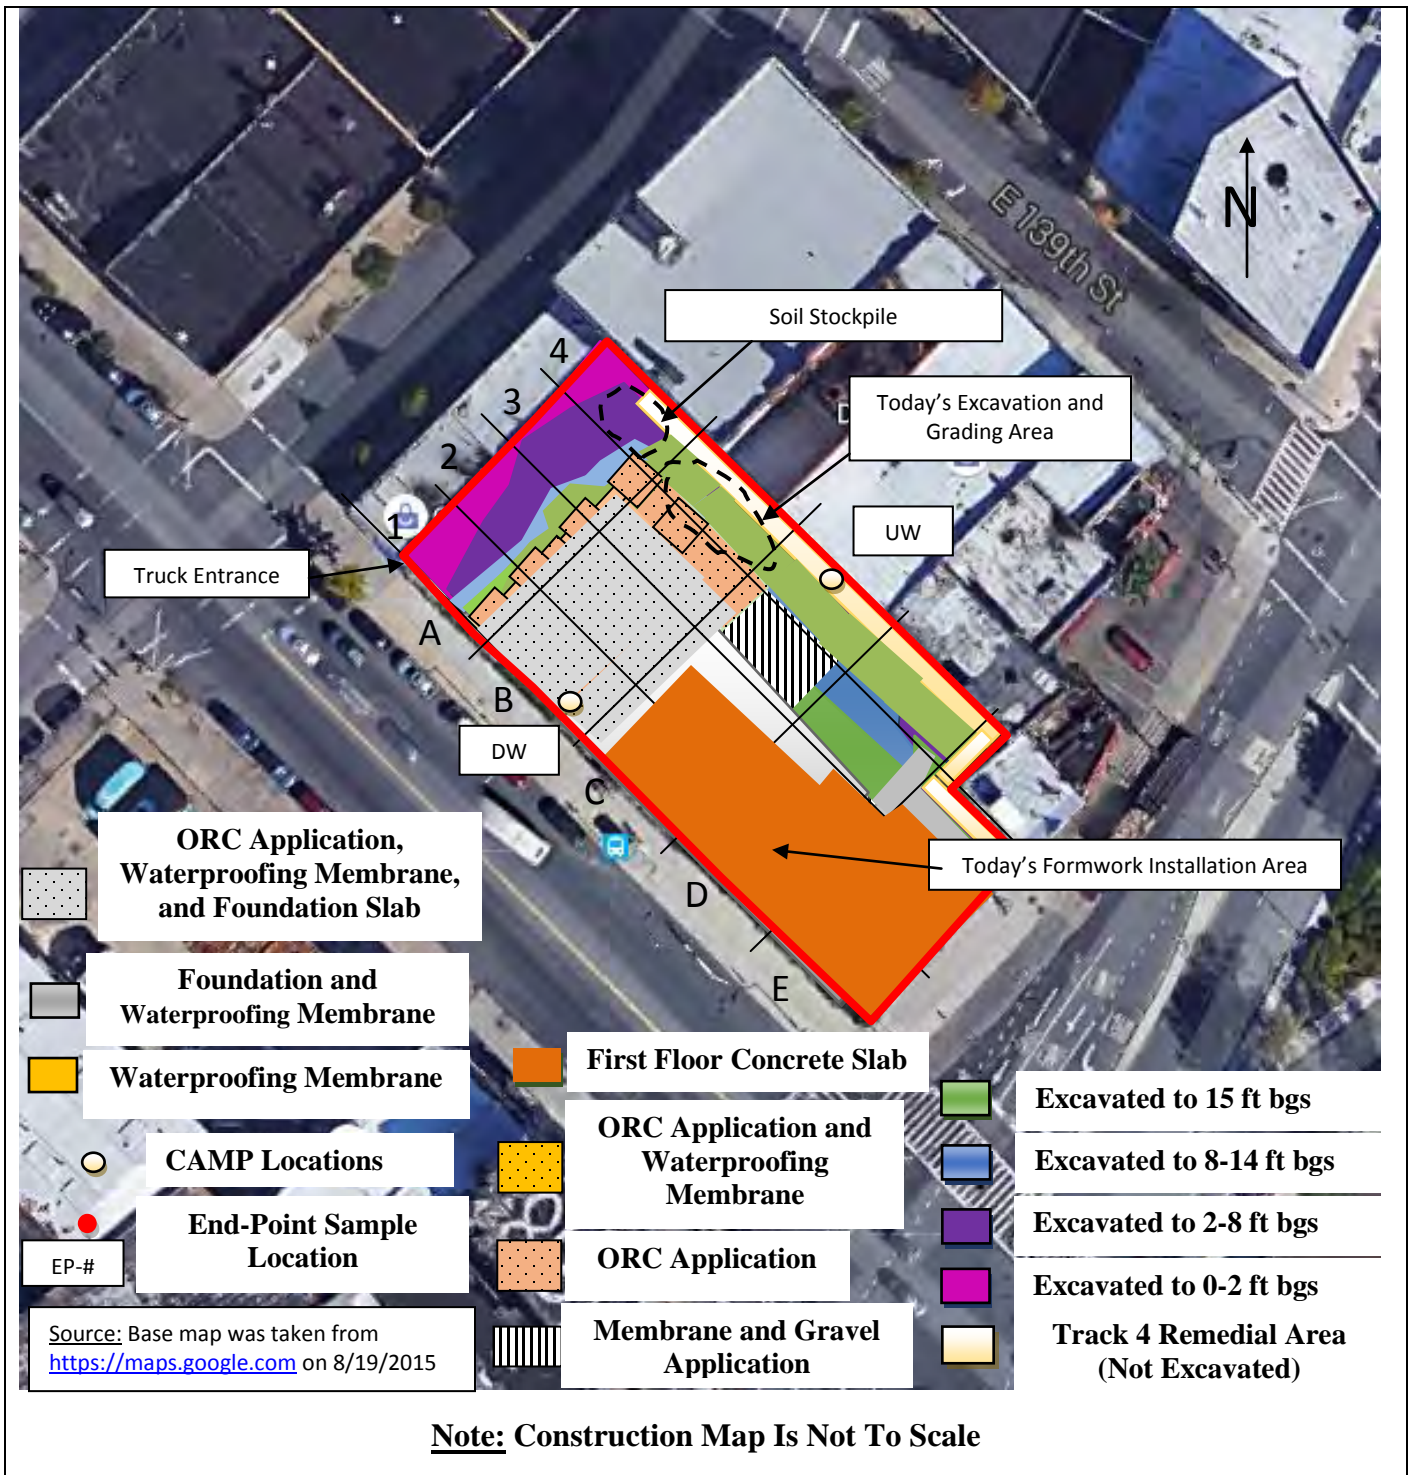 E 139th St
N
Soil Stockpile
Today's Excavation and
Grading Area
4
3
2
1
UW
Truck Entrance
A
B
DW
C
D
E
Today's Formwork Installation Area
ORC Application,
Waterproofing Membrane,
and Foundation Slab
Foundation and
Waterproofing Membrane
Waterproofing Membrane
CAMP Locations
End-Point Sample
Location
EP-#
Source: Base map was taken from
https://maps.google.com on 8/19/2015
First Floor Concrete Slab
ORC Application and
Waterproofing
Membrane
ORC Application
Membrane and Gravel
Application
Excavated to 15 ft bgs
Excavated to 8-14 ft bgs
Excavated to 2-8 ft bgs
Excavated to 0-2 ft bgs
Track 4 Remedial Area
(Not Excavated)
Note: Construction Map Is Not To Scale